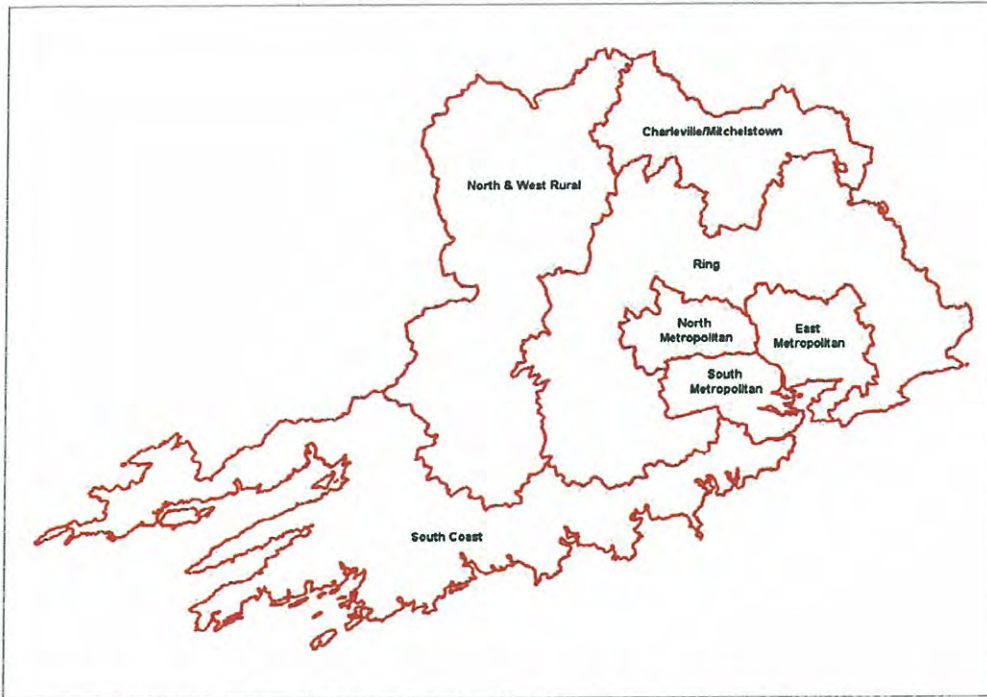 Charleville/Mitchelstown
North & West Rural
Ring
North
Metropolitan
East
Metropolitan
South
Metropolitan
South Coast